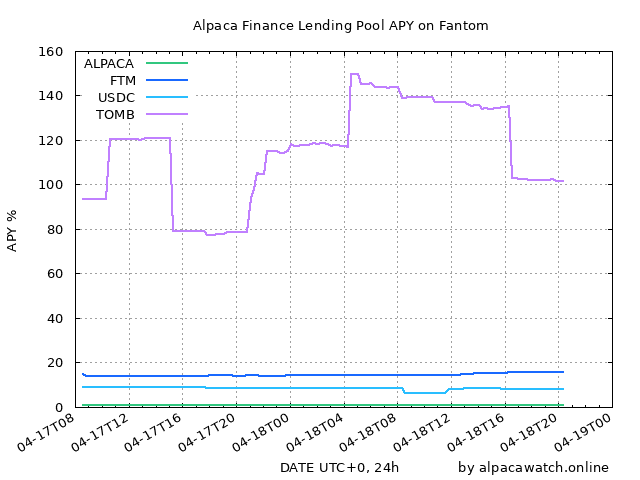 Alpaca Finance Lending Pool APY on Fantom
ALPACA
FTM
USDC
TOMB
APY %
160
140
120
100
80
60
40
20
0
04-17T08
04-17T12
04-17T16
04-17T20
04-18T00
04-18T04
04-18T08
04-18T12
04-18T16
04-18T20
04-19T00
DATE UTC+0, 24h
by alpacawatch.online